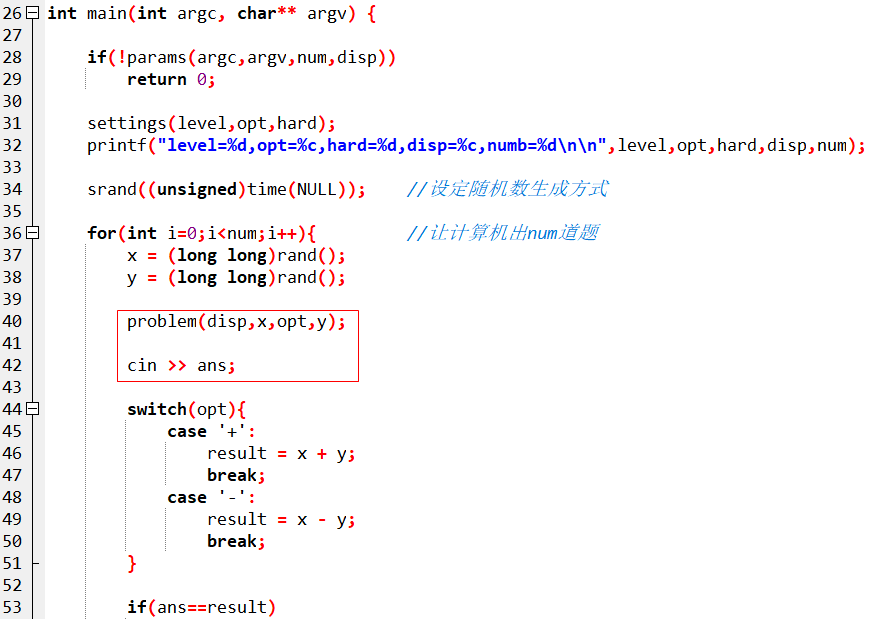 26 int main(int argc, char** argv) {
27
28 if(!params(argc,argv,num,disp))
29 return 0;
30
31 settings(level,opt,hard);
32 printf("level=%d,opt=%c,hard=%d,disp=%c,numb=%d\n\n",level,opt,hard,disp,num);
33
34 srand((unsigned)time(NULL)); //设定随机数生成方式
35
36 for(int i=0;i<num;i++){ //让计算机出num道题
37 x = (long long)rand();
38 y = (long long)rand();
39
40 problem(disp,x,opt,y);
41
42 cin >> ans;
43
44 switch(opt){
45 case '+':
46 result = x + y;
47 break;
48 case '-':
49 result = x - y;
50 break;
51 }
52
53 if(ans==result)